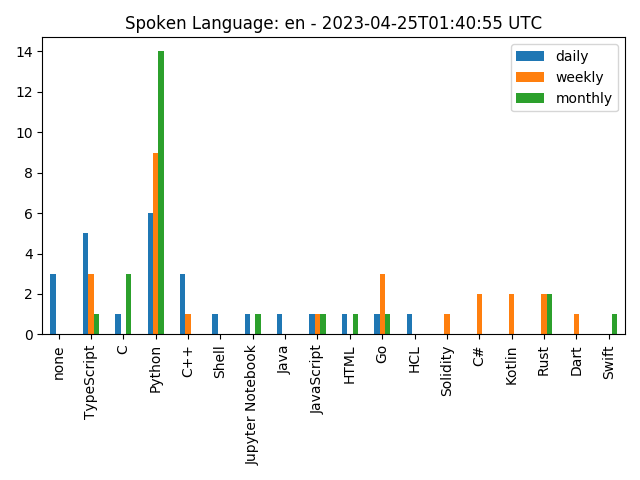 Spoken Language: en - 2023-04-25T01:40:55 UTC
daily
weekly
monthly
14
12
10
8
6
4
2
0
none
TypeScript
C
Python
C++
Shell
Jupyter Notebook
Java
JavaScript
HTML
Go
HCL
Solidity
C#
Kotlin
Rust
Dart
Swift